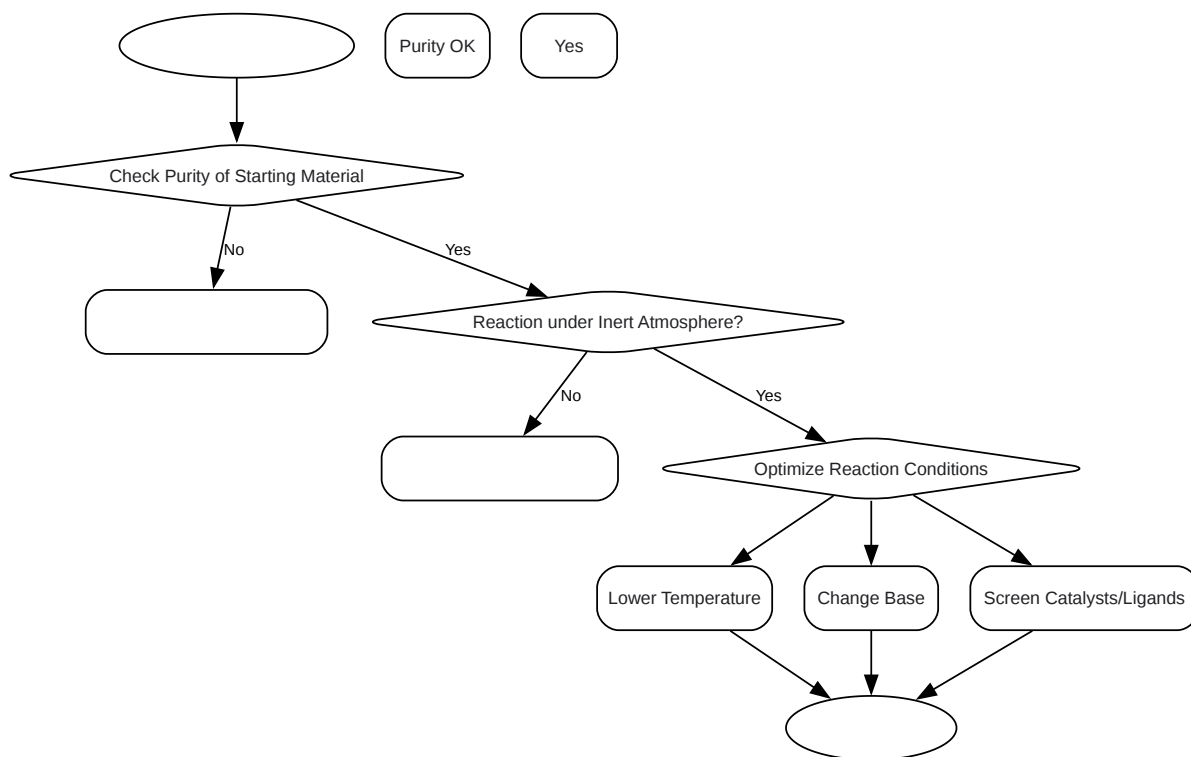 Purity OK
Yes
Check Purity of Starting Material
No
Yes
Reaction under Inert Atmosphere?
No
Yes
Optimize Reaction Conditions
Lower Temperature
Change Base
Screen Catalysts/Ligands